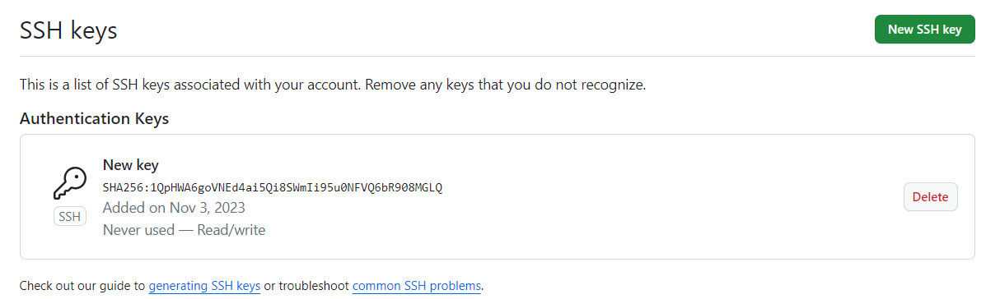 SSH keys
New SSH key
This is a list of SSH keys associated with your account. Remove any keys that you do not recognize.
Authentication Keys
New key
SHA256:1QpHWA6goVNEd4ai5Qi8SWmIi95u0NFVQ6bR908MGLQ
Added on Nov 3, 2023
Never used — Read/write
SSH
Delete
Check out our guide to generating SSH keys or troubleshoot common SSH problems.